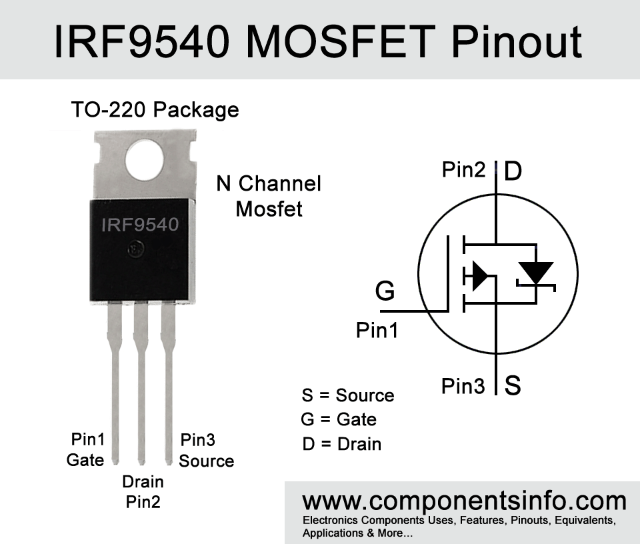 IRF9540 MOSFET Pinout
TO-220 Package
N Channel
Mosfet
IRF9540
Pin2 D
G
Pin1
Pin3 S
S = Source
G = Gate
D = Drain
Pin1
Gate
Drain
Pin2
Pin3
Source
www.componentsinfo.com
Electronics Components Uses, Features, Pinouts, Equivalents,
Applications & More...